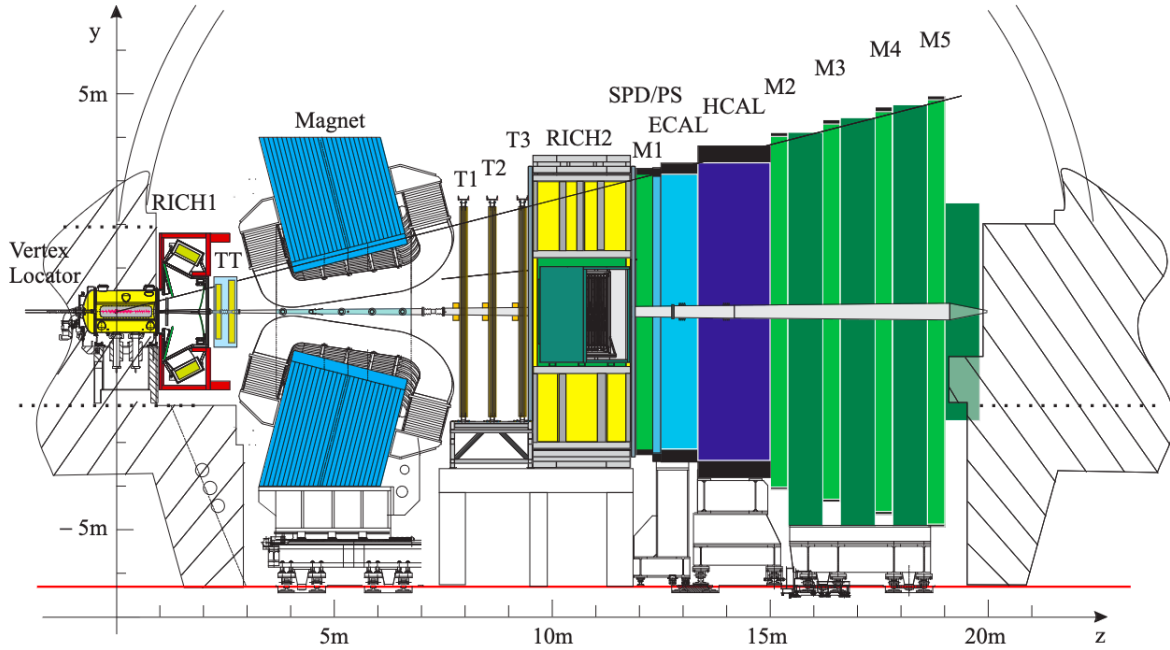 y
5m
M5
M4
M3
M2
SPD/PS
HCAL
ECAL
Magnet
T3
RICH2
M1
T2
T1
RICH1
Vertex
Locator
TT
− 5m
5m
10m
15m
20m
z